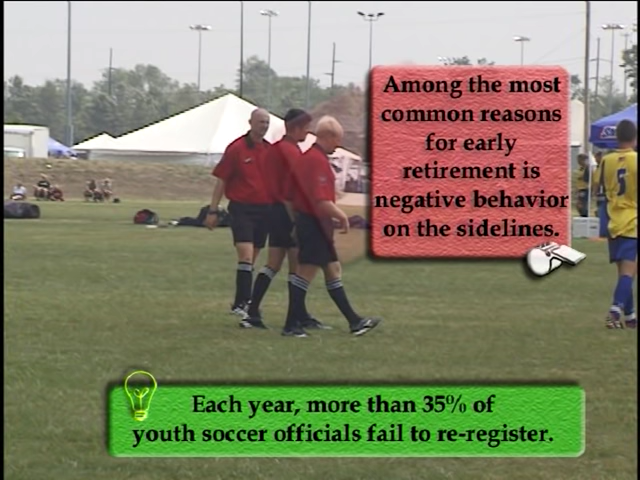 Among the most
common reasons
for early
retirement is
negative behavior
on the sidelines.
Each year, more than 35% of
youth soccer officials fail to re-register.